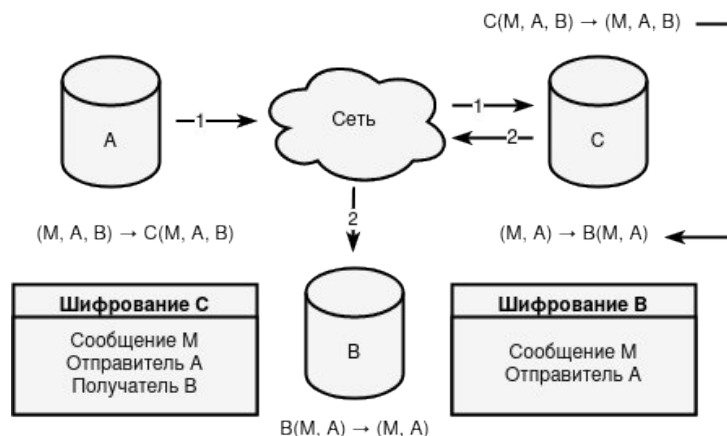 C(M, A, B) → (M, A, B)
A
1
Сеть
1
2
C
2
(M, A, B) → C(M, A, B)
(M, A) → B(M, A)
Шифрование C
Сообщение M
Отправитель A
Получатель B
B
Шифрование B
Сообщение M
Отправитель A
B(M, A) → (M, A)